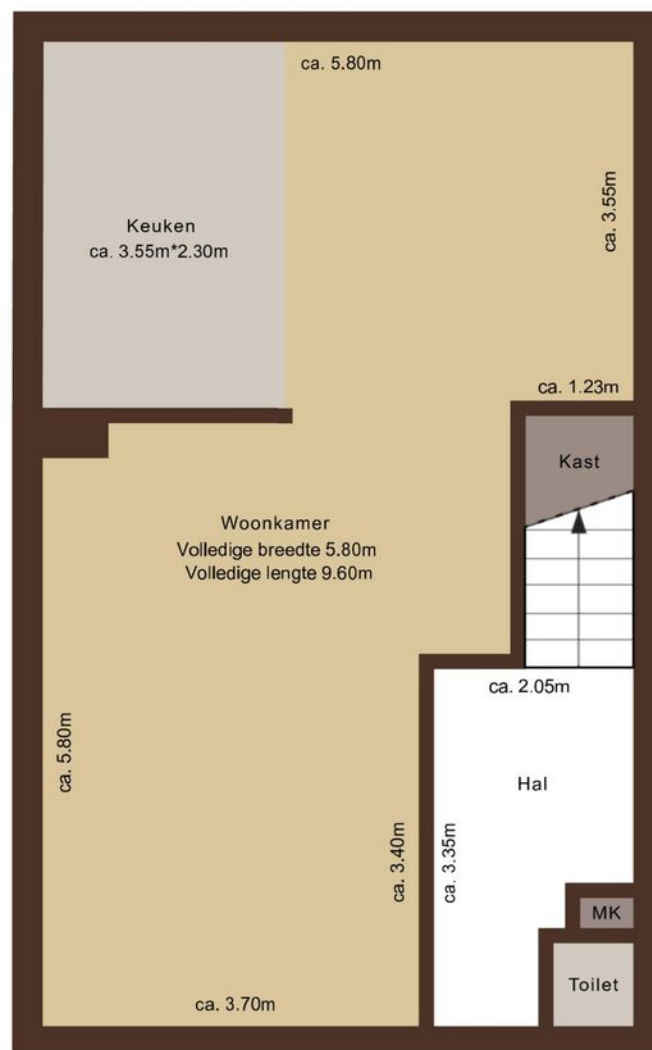 ca. 5.80m
ca. 3.55m
Keuken
ca. 3.55m*2.30m
ca. 1.23m
Kast
Woonkamer
Volledige breedte 5.80m
Volledige lengte 9.60m
ca. 2.05m
ca. 5.80m
Hal
ca. 3.40m
ca. 3.35m
MK
Toilet
ca. 3.70m